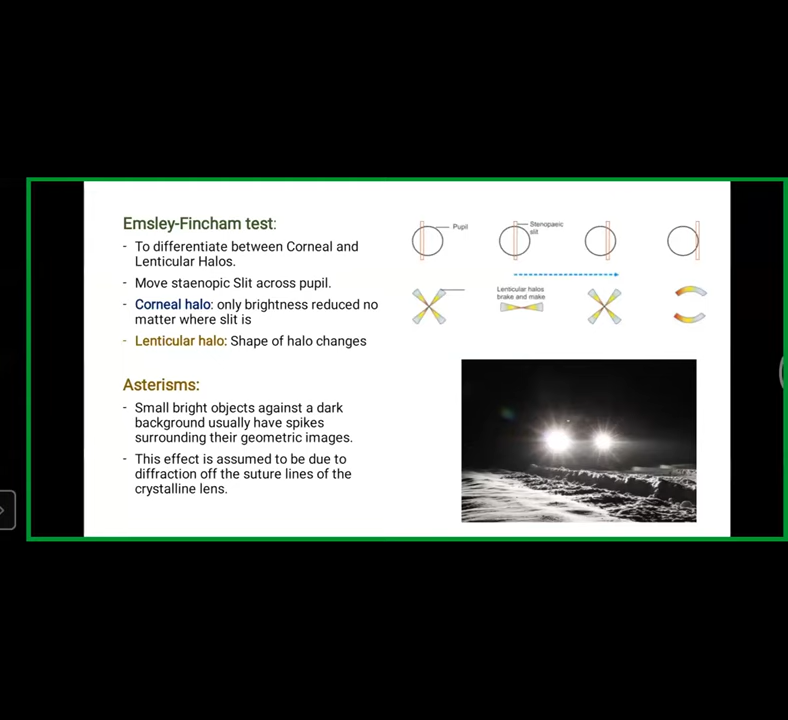 Emsley-Fincham test:
- To differentiate between Corneal and
Lenticular Halos.
- Move staenopic Slit across pupil.
- Corneal halo: only brightness reduced no
matter where slit is
- Lenticular halo: Shape of halo changes
Asterisms:
- Small bright objects against a dark
background usually have spikes
surrounding their geometric images.
- This effect is assumed to be due to
diffraction off the suture lines of the
crystalline lens.
Pupil
Stenopaeic
slit
Lenticular halos
brake and make